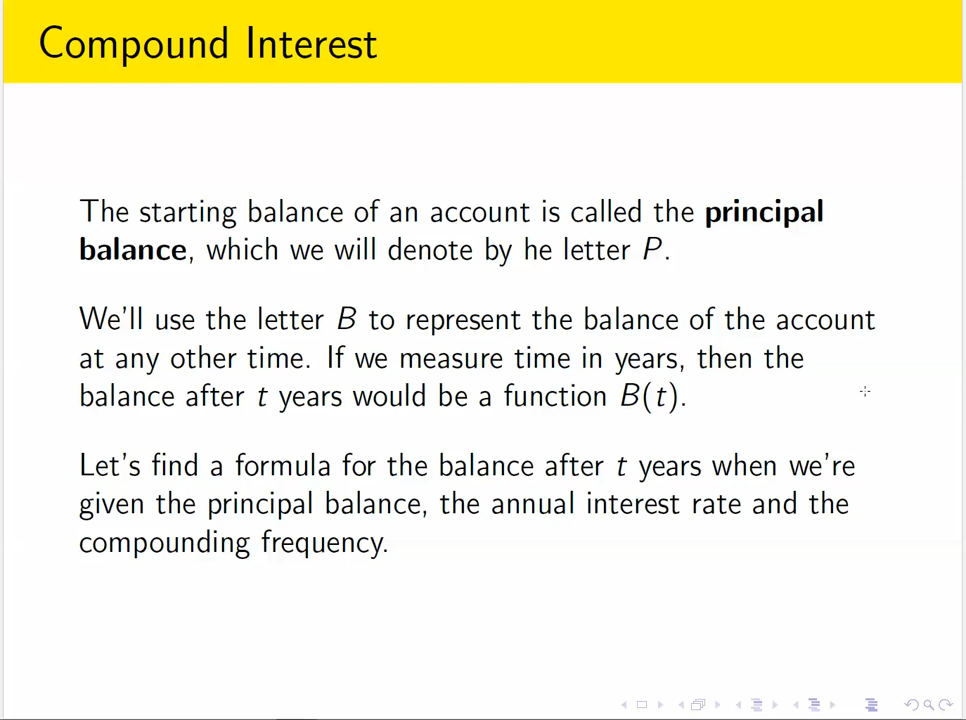 Compound Interest
The starting balance of an account is called the principal
balance, which we will denote by he letter P.
We'll use the letter B to represent the balance of the account
at any other time. If we measure time in years, then the
balance after t years would be a function B(t).
Let's find a formula for the balance after t years when we're
given the principal balance, the annual interest rate and the
compounding frequency.